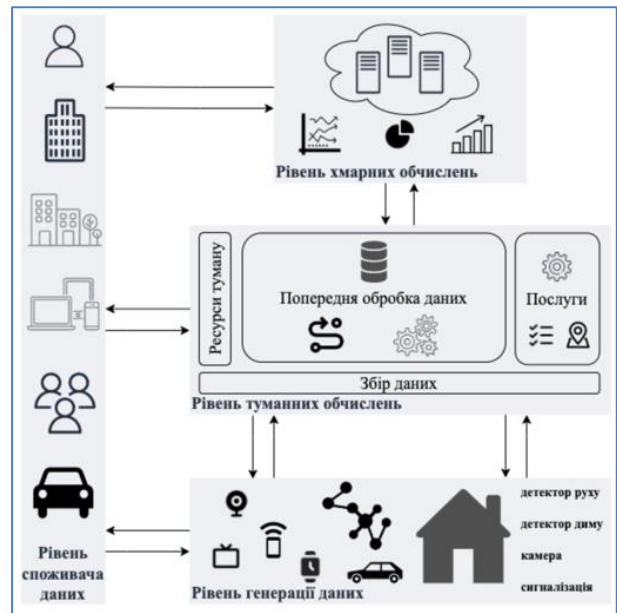 Рівень
споживача
даних
Рівень хмарних обчислень
Ресурси туману
Попередня обробка даних
Послуги
Збір даних
Рівень туманних обчислень
детектор руху
детектор диму
камера
сигналізація
Рівень генерації даних